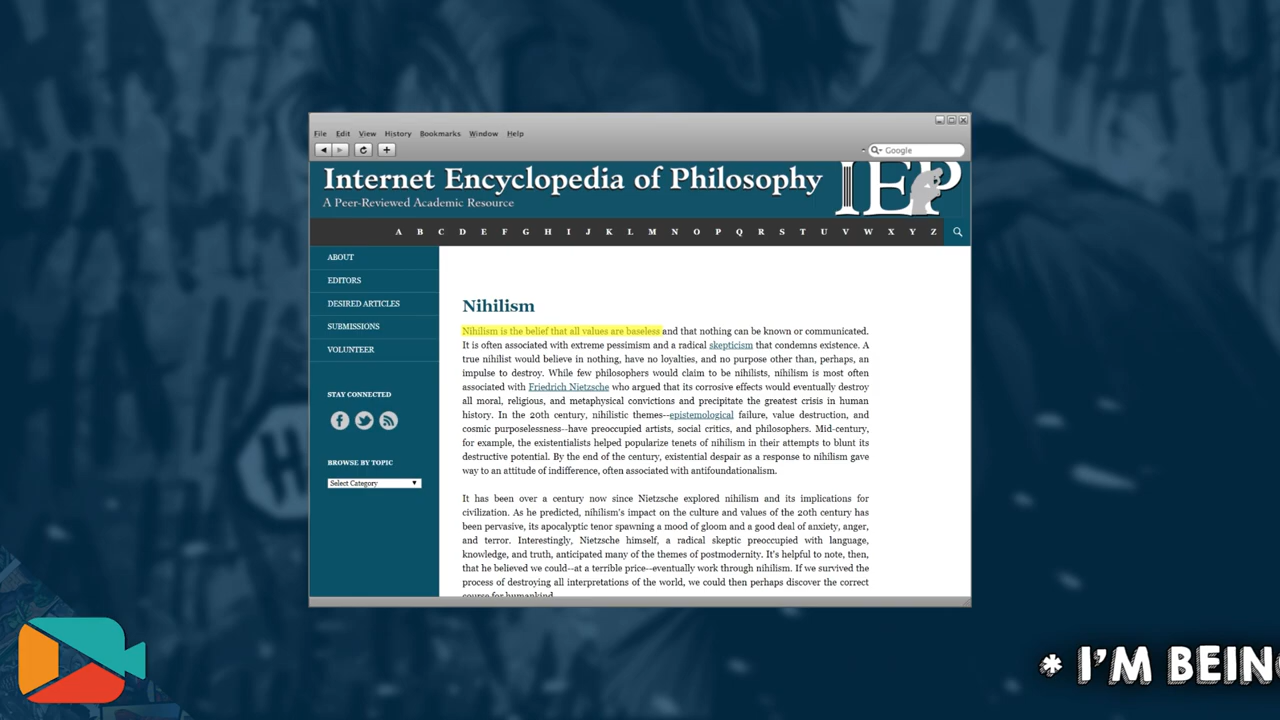 File Edit View History Bookmarks Window Help
Google
Internet Encyclopedia of Philosophy
A Peer-Reviewed Academic Resource
IEP
A B C D E F G H I J K L M N O P Q R S T U V W X Y Z
ABOUT
EDITORS
DESIRED ARTICLES
SUBMISSIONS
VOLUNTEER
STAY CONNECTED
BROWSE BY TOPIC
Select Category
Nihilism
Nihilism is the belief that all values are baseless and that nothing can be known or communicated.
It is often associated with extreme pessimism and a radical skepticism that condemns existence. A
true nihilist would believe in nothing, have no loyalties, and no purpose other than, perhaps, an
impulse to destroy. While few philosophers would claim to be nihilists, nihilism is most often
associated with Friedrich Nietzsche who argued that its corrosive effects would eventually destroy
all moral, religious, and metaphysical convictions and precipitate the greatest crisis in human
history. In the 20th century, nihilistic themes--epistemological failure, value destruction, and
cosmic purposelessness--have preoccupied artists, social critics, and philosophers. Mid-century,
for example, the existentialists helped popularize tenets of nihilism in their attempts to blunt its
destructive potential. By the end of the century, existential despair as a response to nihilism gave
way to an attitude of indifference, often associated with antifoundationalism.
It has been over a century now since Nietzsche explored nihilism and its implications for
civilization. As he predicted, nihilism's impact on the culture and values of the 20th century has
been pervasive, its apocalyptic tenor spawning a mood of gloom and a good deal of anxiety, anger,
and terror. Interestingly, Nietzsche himself, a radical skeptic preoccupied with language,
knowledge, and truth, anticipated many of the themes of postmodernity. It's helpful to note, then,
that he believed we could--at a terrible price--eventually work through nihilism. If we survived the
process of destroying all interpretations of the world, we could then perhaps discover the correct
course for humankind.
* I'M BEING